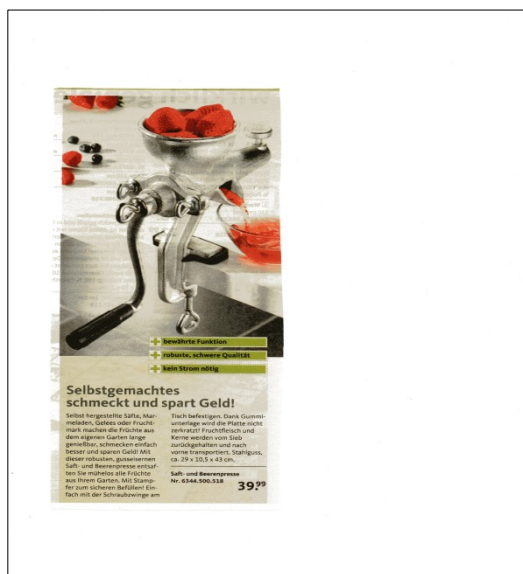 bewährte Funktion
robuste, schwere Qualität
kein Strom nötig
Selbstgemachtes
schmeckt und spart Geld!
Selbst hergestellte Säfte, Mar-
meladen, Gelees oder Frucht-
mark machen die Früchte aus
dem eigenen Garten lange
genießbar, schmecken einfach
besser und sparen Geld! Mit
dieser robusten, gusseisernen
Saft- und Beerenpresse entsaf-
ten Sie mühelos alle Früchte
aus Ihrem Garten. Mit Stamp-
fer zum sicheren Befüllen! Ein-
fach mit der Schraubzwinge am
Tisch befestigen. Dank Gummi-
unterlage wird die Platte nicht
zerkratzt! Fruchtfleisch und
Kerne werden vom Sieb
zurückgehalten und nach
vorne transportiert. Stahlguss,
ca. 29 x 10,5 x 43 cm.
Saft- und Beerenpresse
Nr. 6344.500.518
39.99